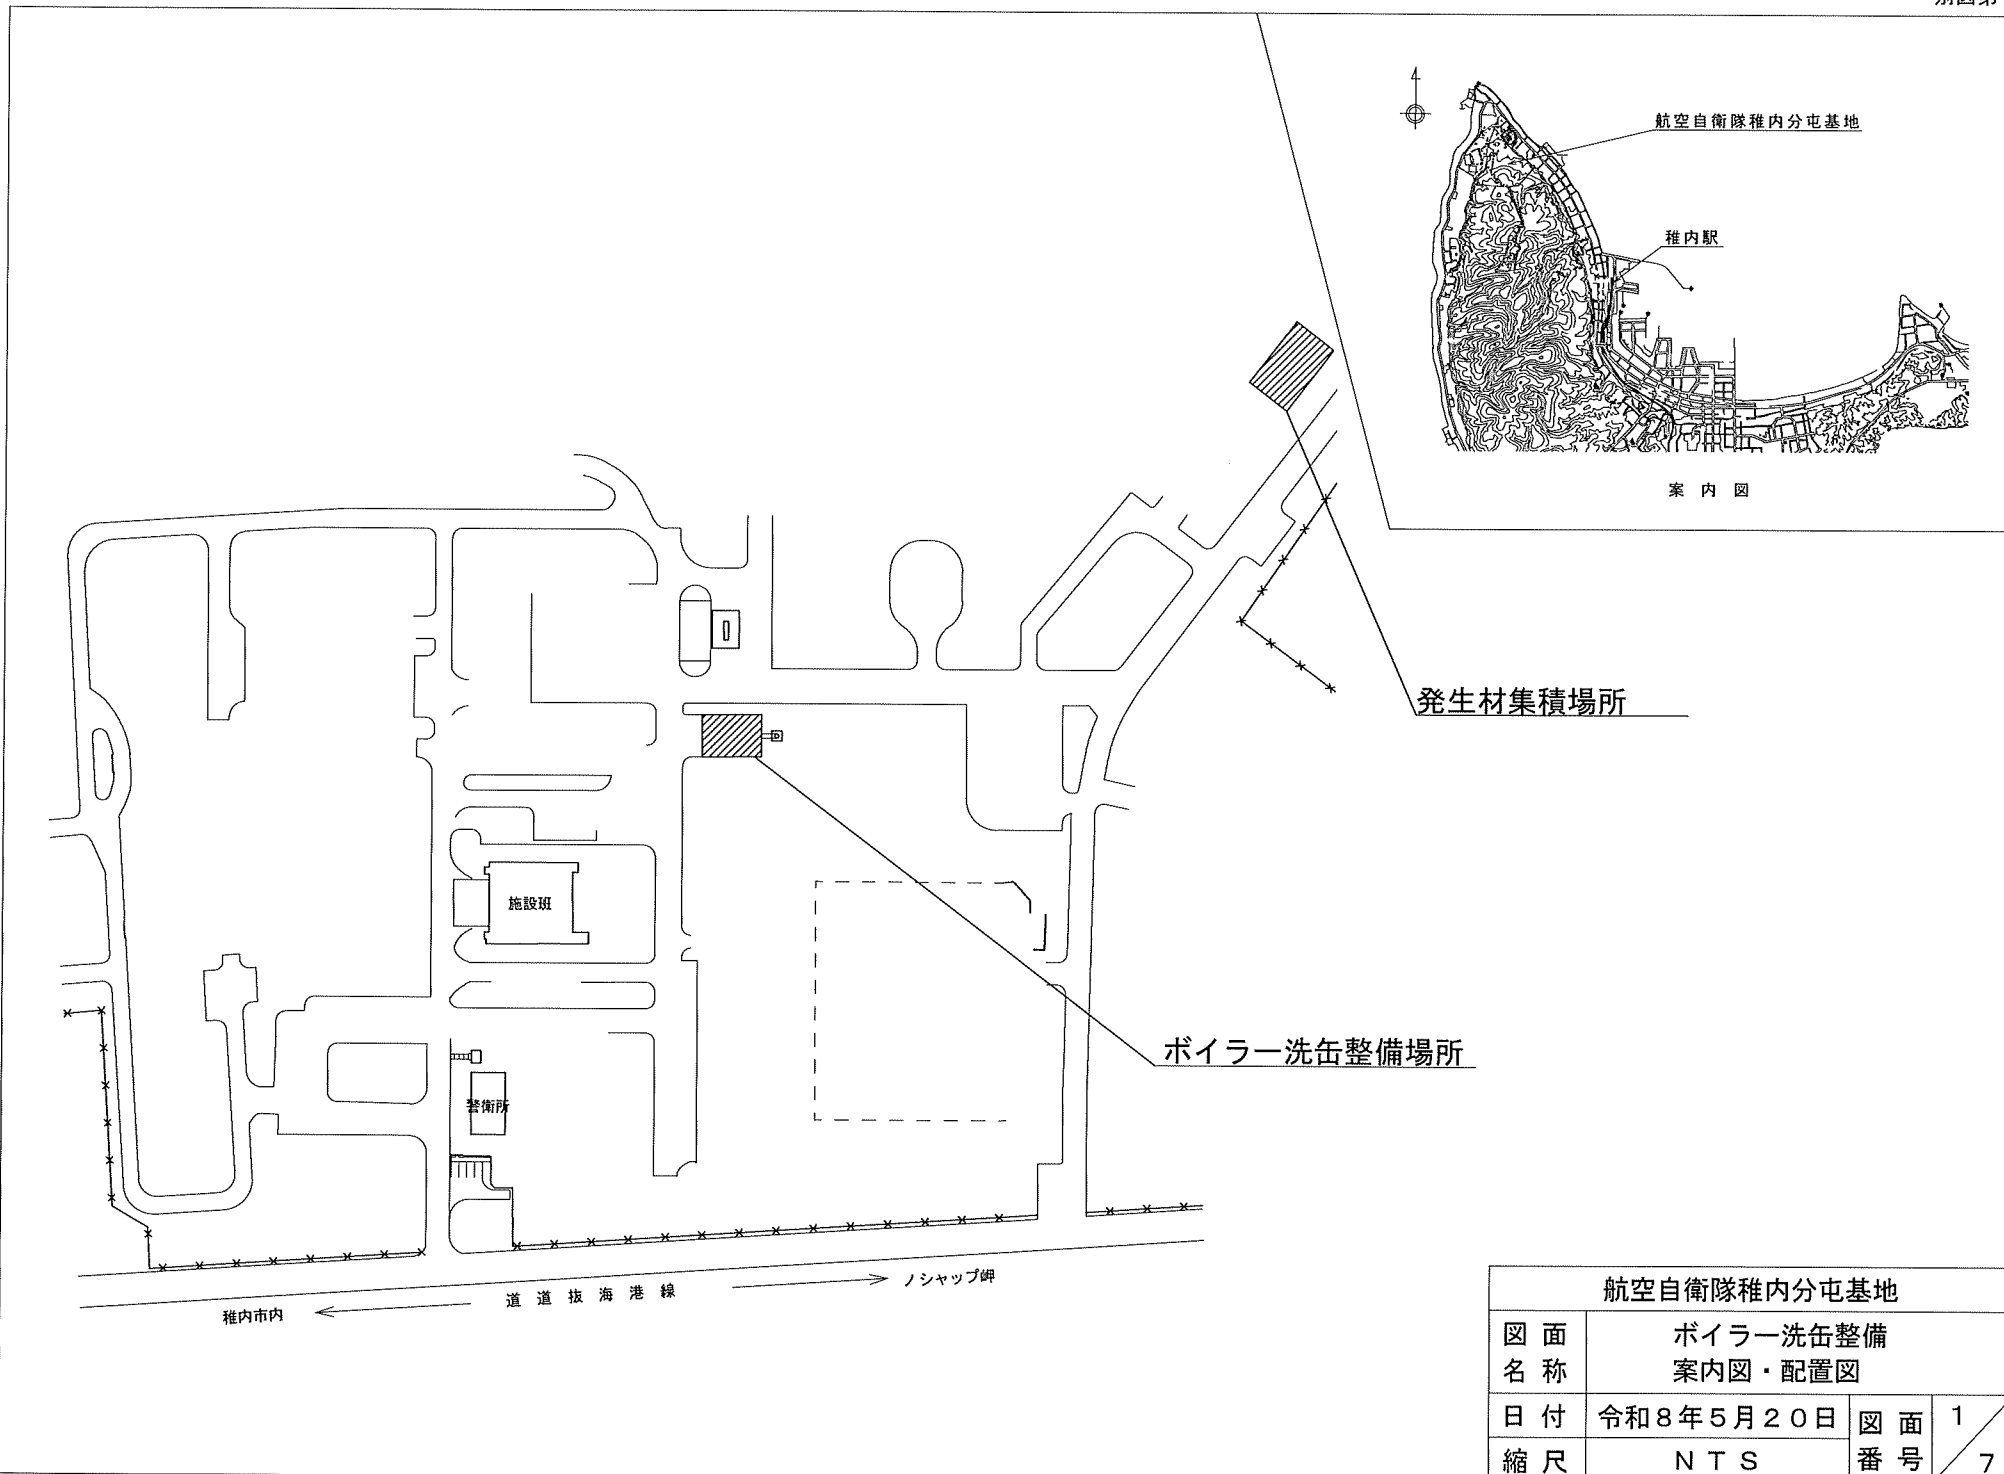 航空自衛隊稚内分屯基地
稚内駅
案内図
発生材集積場所
施設班
ボイラー洗缶整備場所
警衛所
道道抜海港線
ノシャップ岬
稚内市内
航空自衛隊稚内分屯基地
図面名称
ボイラー洗缶整備
案内図・配置図
日付
令和8年5月20日
図面番号
1/7
縮尺
NTS